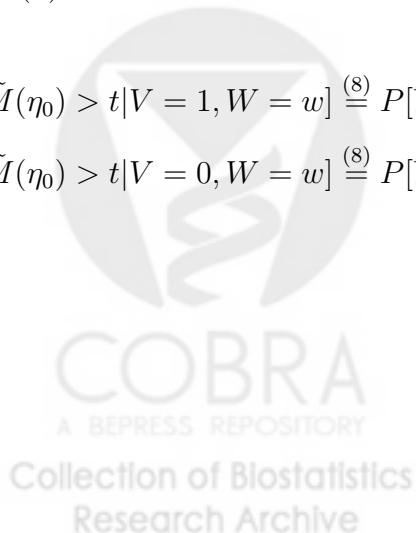 M̃(η₀) > t|V = 1, W = w] (8)= P[
M̃(η₀) > t|V = 0, W = w] (8)= P[
COBRA
A BEPRESS REPOSITORY
Collection of Biostatistics
Research Archive